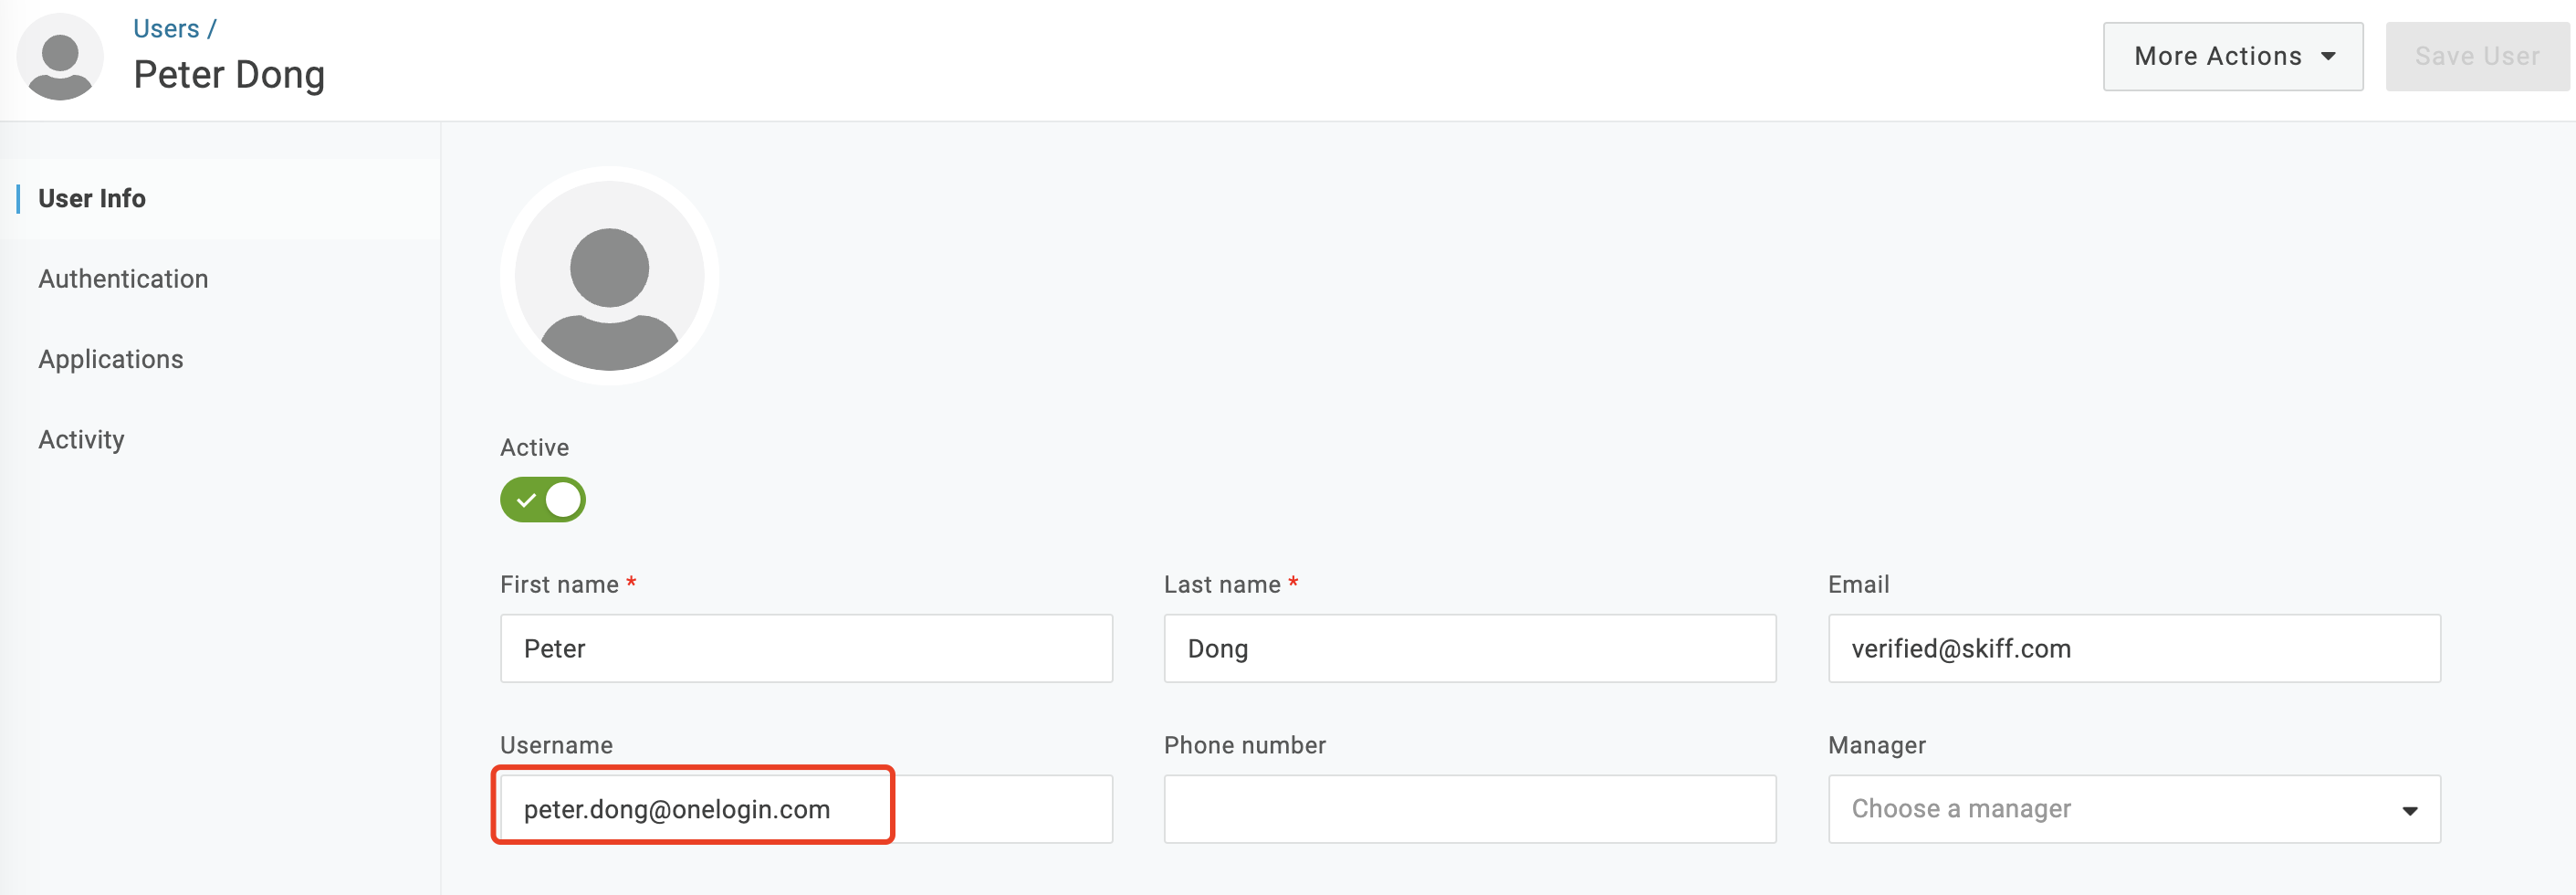 Users /
Peter Dong
More Actions
Save User
User Info
Authentication
Applications
Activity
Active
First name *
Last name *
Email
Peter
Dong
verified@skiff.com
Username
Phone number
Manager
peter.dong@onelogin.com
Choose a manager